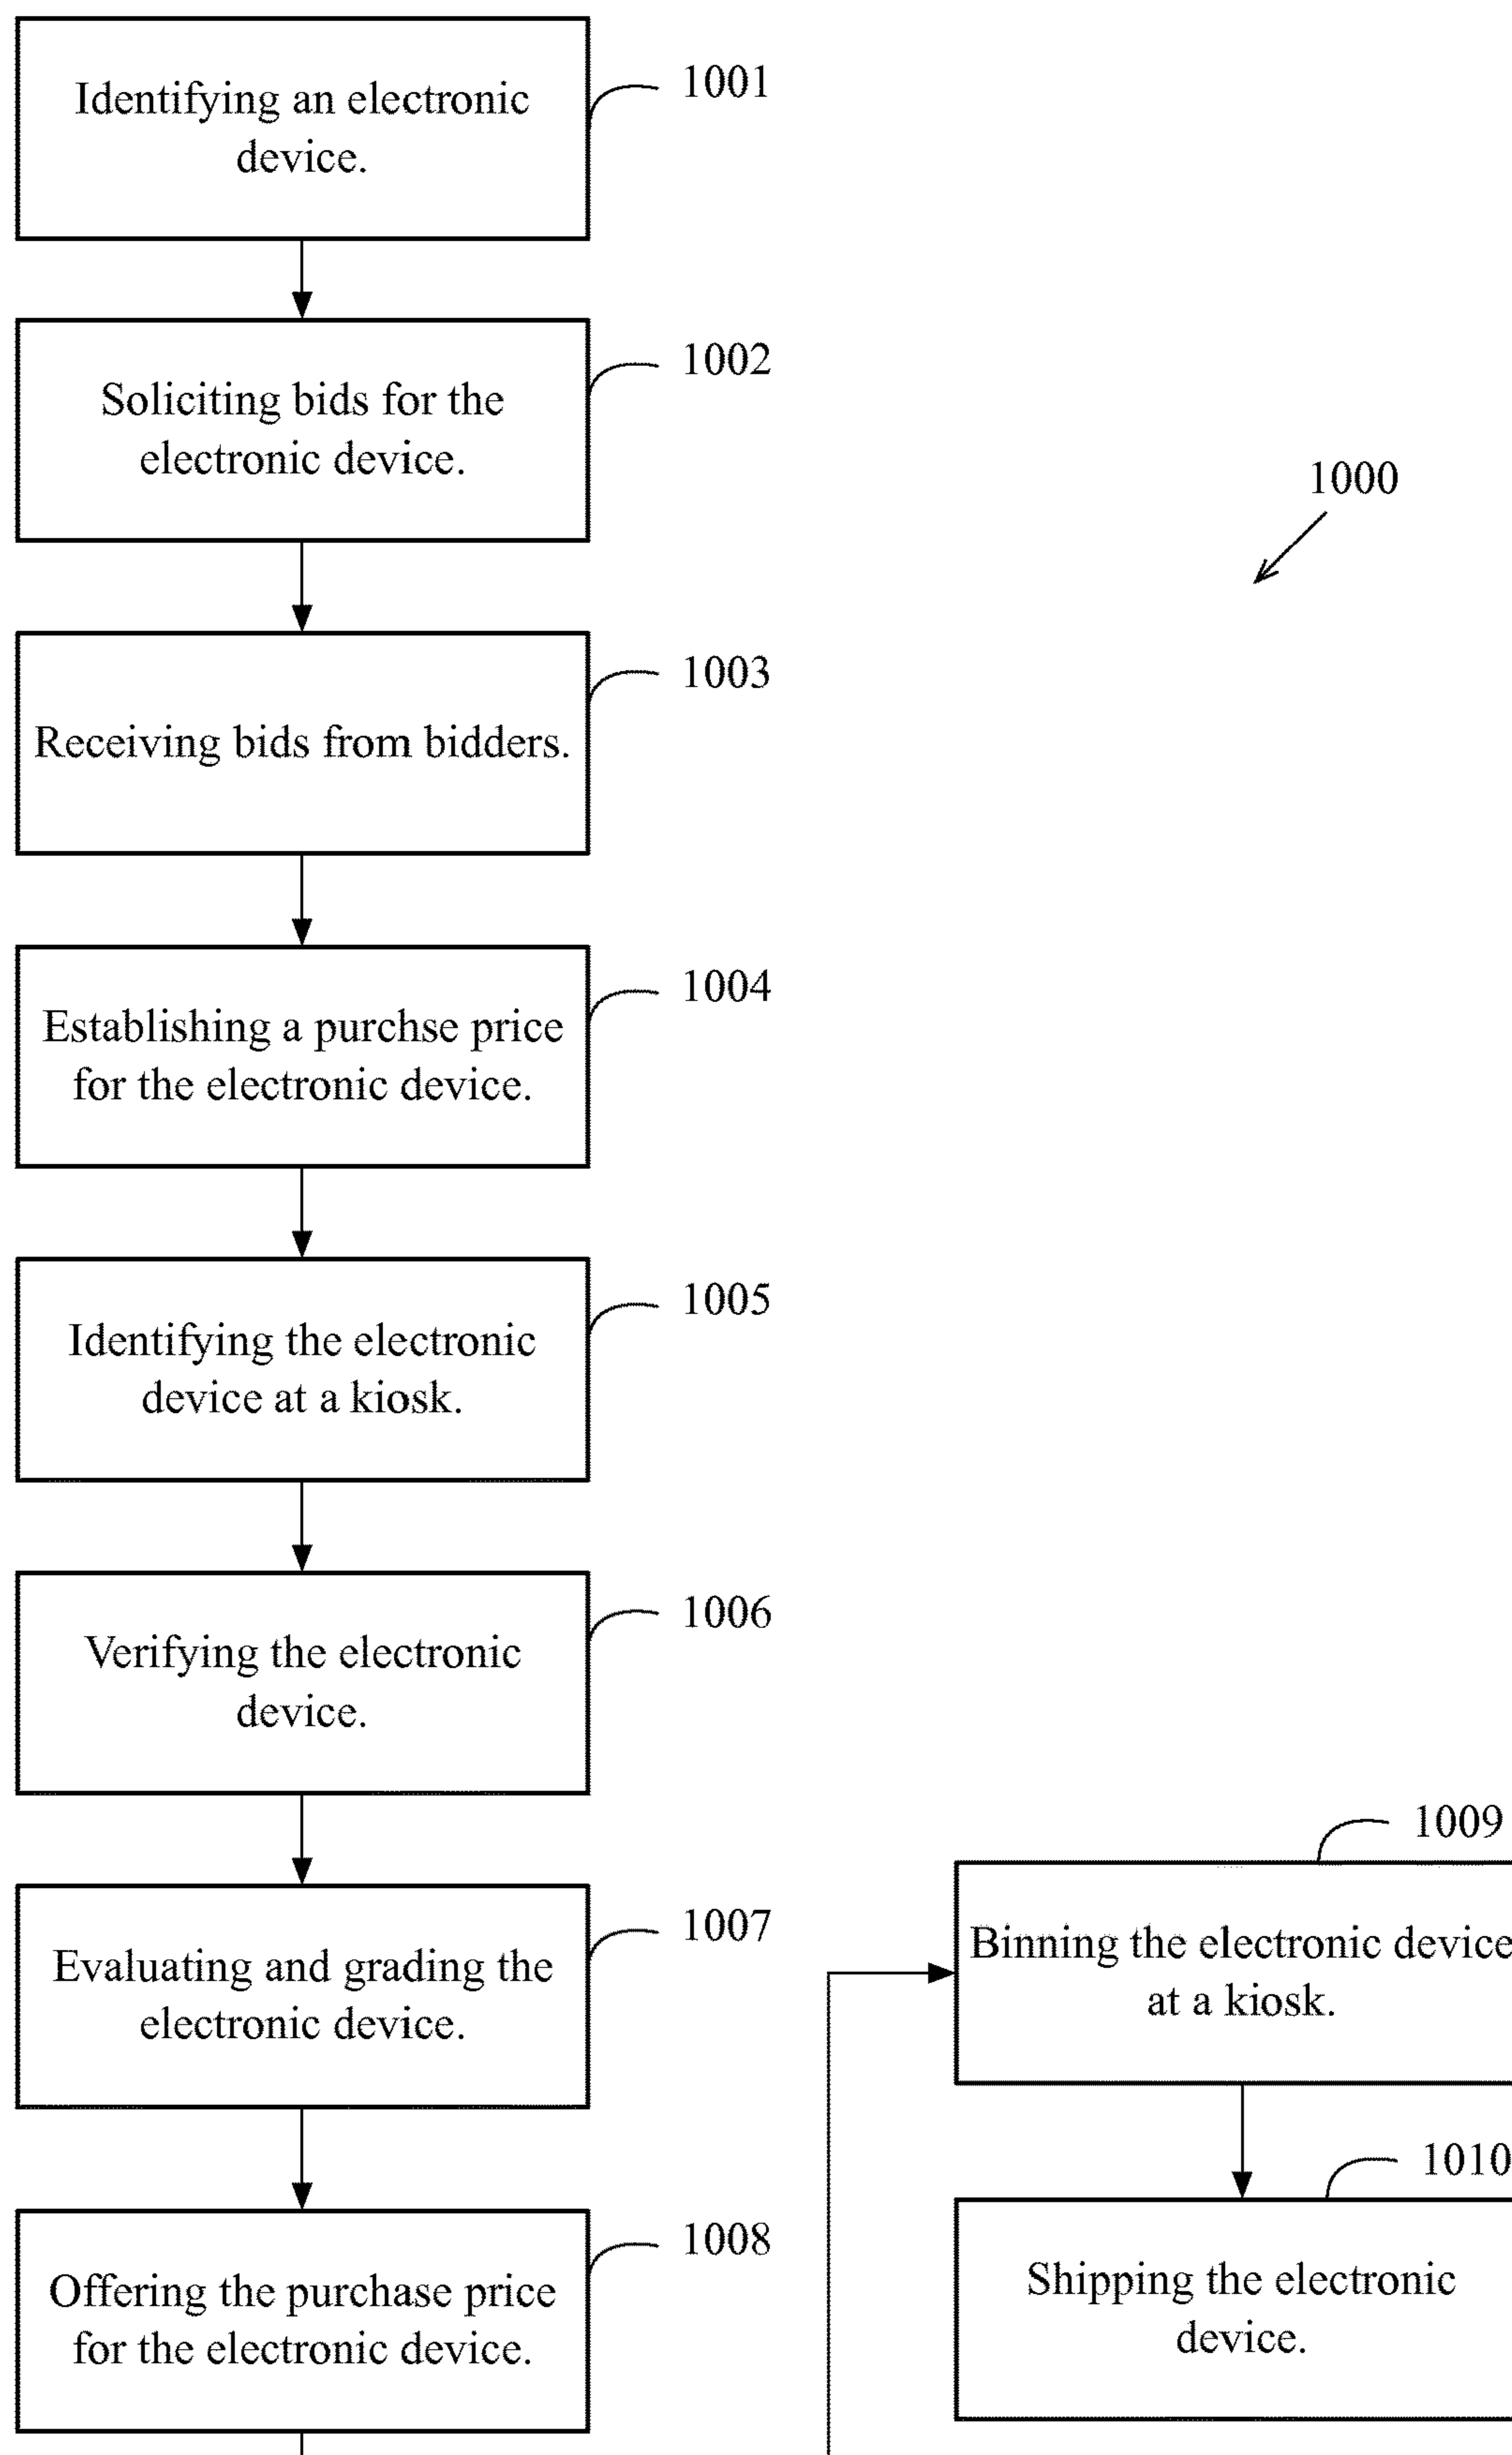 Identifying an electronic
device.
1001
Soliciting bids for the
electronic device.
1002
1000
Receiving bids from bidders.
1003
Establishing a purchse price
for the electronic device.
1004
Identifying the electronic
device at a kiosk.
1005
Verifying the electronic
device.
1006
Evaluating and grading the
electronic device.
1007
Offering the purchase price
for the electronic device.
1008
1009
Binning the electronic device
at a kiosk.
1010
Shipping the electronic
device.